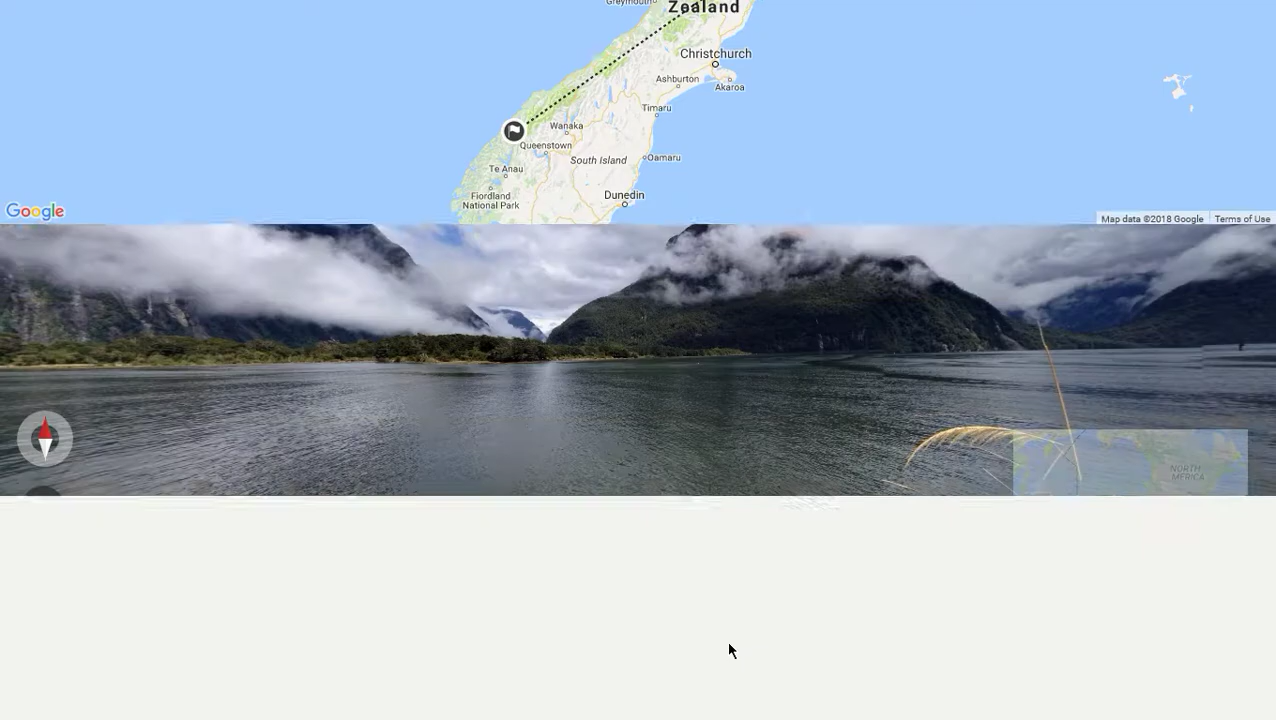 Greymouth
Zealand
Christchurch
Ashburton
Akaroa
Timaru
Wanaka
Queenstown
South Island
Oamaru
Te Anau
Fiordland
National Park
Dunedin
Google
Map data ©2018 Google
Terms of Use
NORTH
MERICA